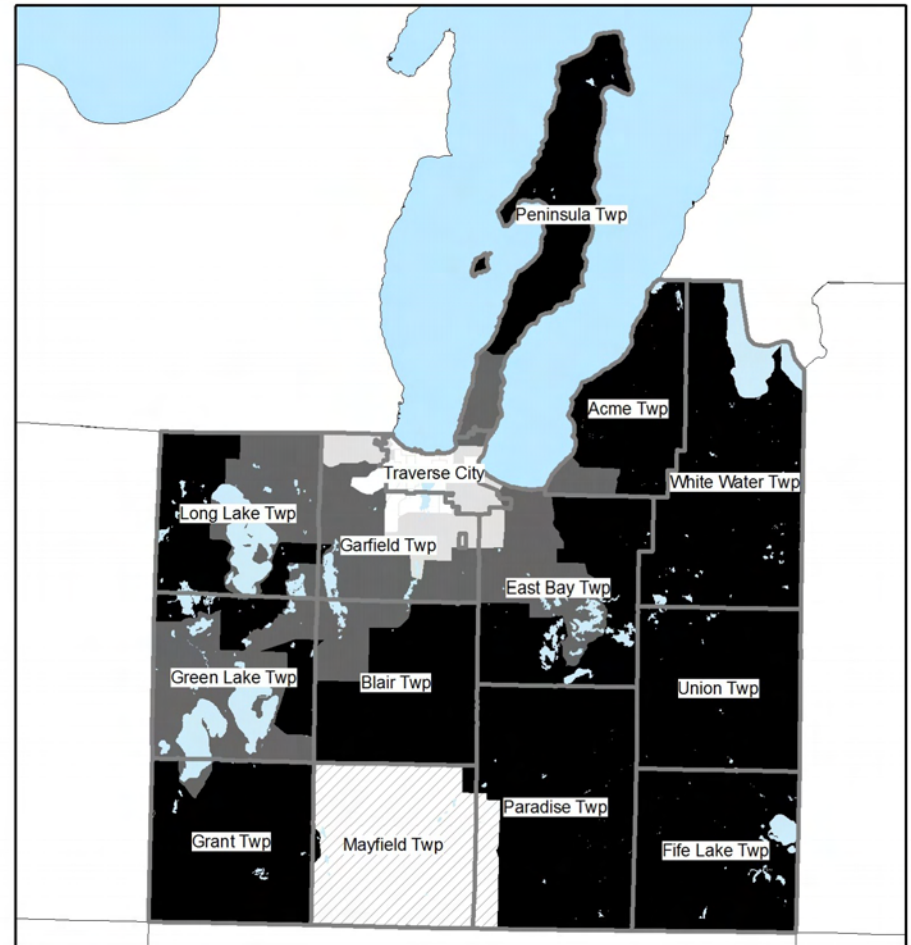 Peninsula Twp
Acme Twp
Traverse City
White Water Twp
Long Lake Twp
Garfield Twp
East Bay Twp
Green Lake Twp
Blair Twp
Union Twp
Paradise Twp
Grant Twp
Mayfield Twp
Fife Lake Twp